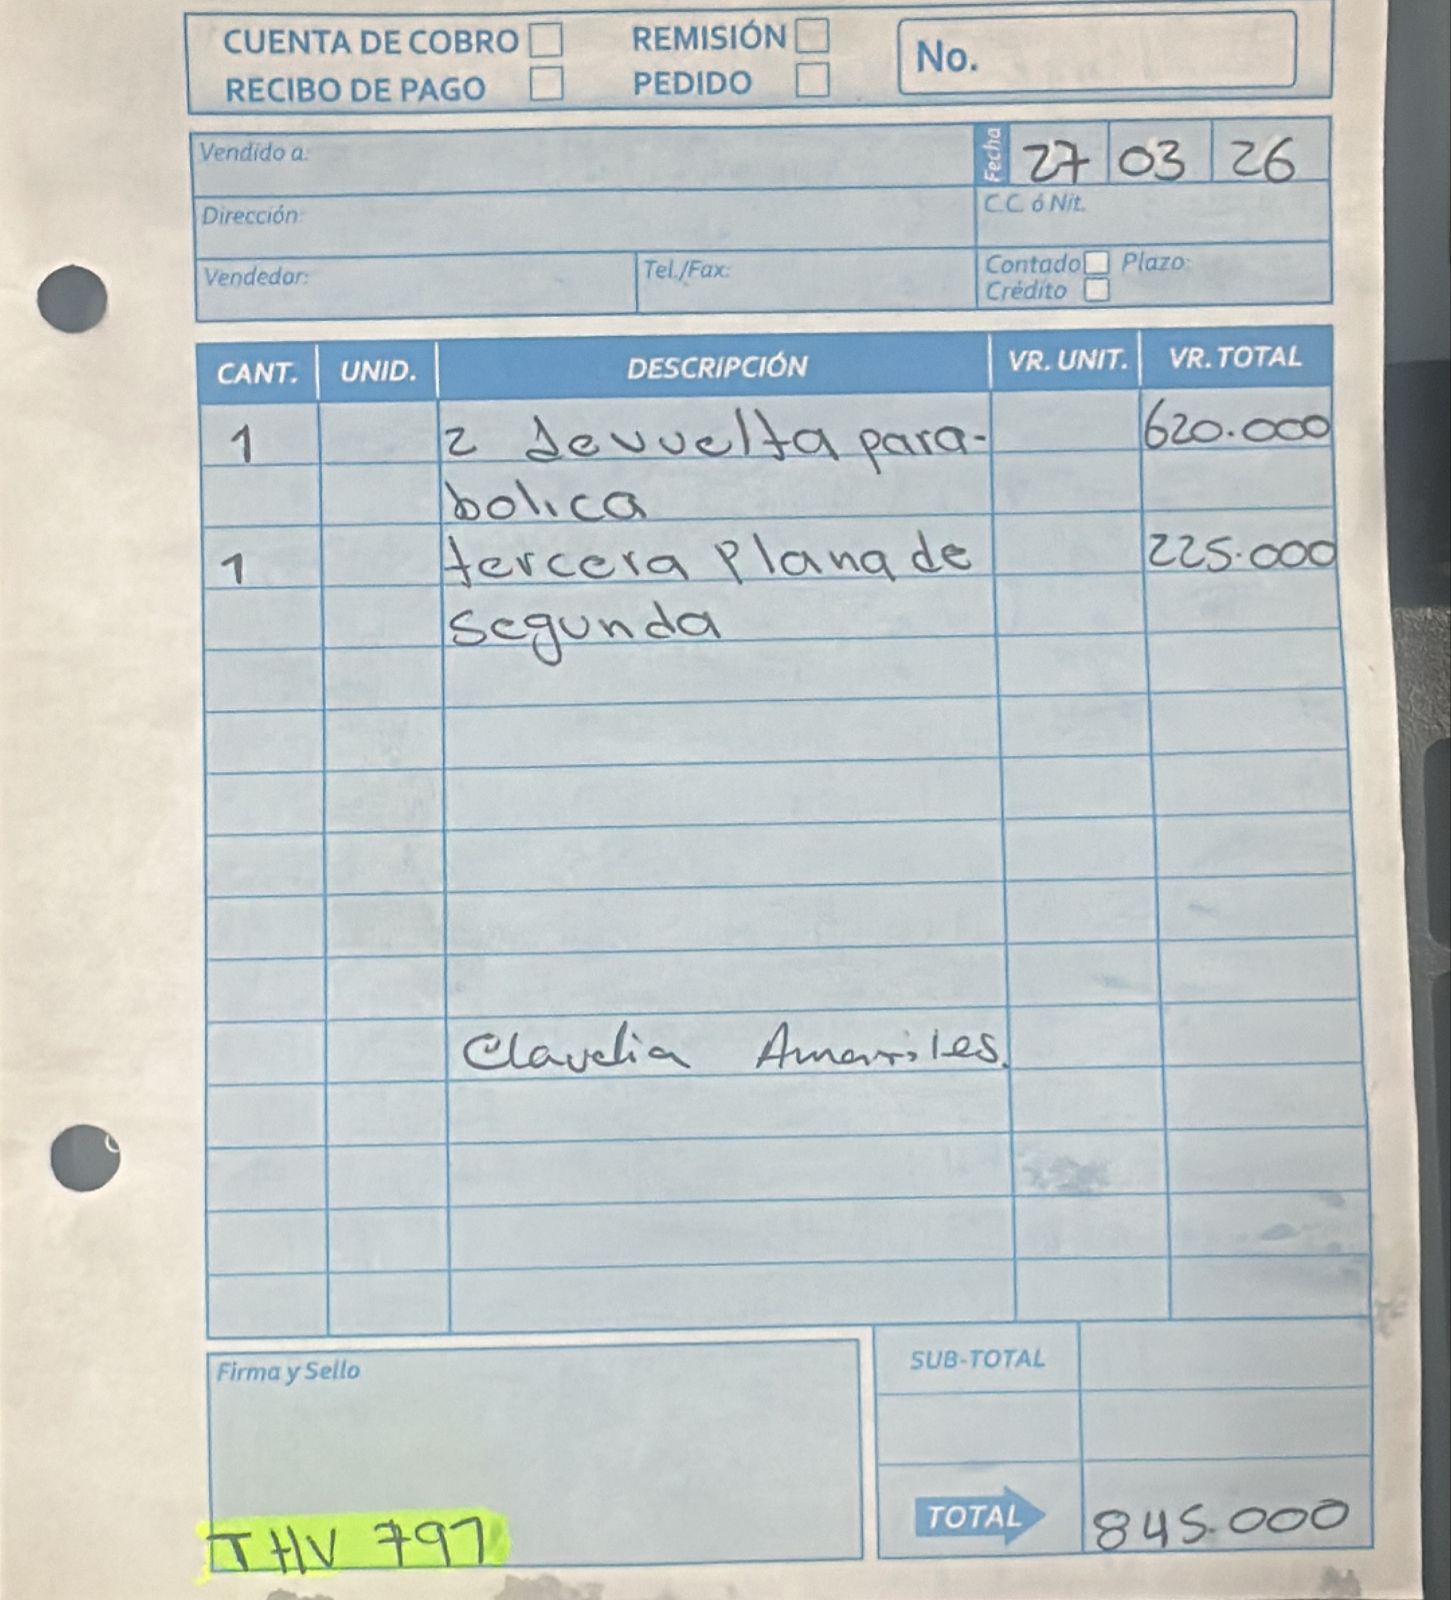 CUENTA DE COBRO REMISIÓN No.
RECIBO DE PAGO PEDIDO
Vendido a: Fecha 27 03 26
Dirección: C.C. ó Nit.
Vendedor: Tel./Fax: Contado Plazo:
Crédito
CANT. UNID. DESCRIPCIÓN VR. UNIT. VR. TOTAL
1 2 de vuelta para- 620.000
bolica
1 tercera plana de 225.000
segunda
Claudia Amariles.
Firma y Sello SUB-TOTAL
TOTAL 845.000
THV 797